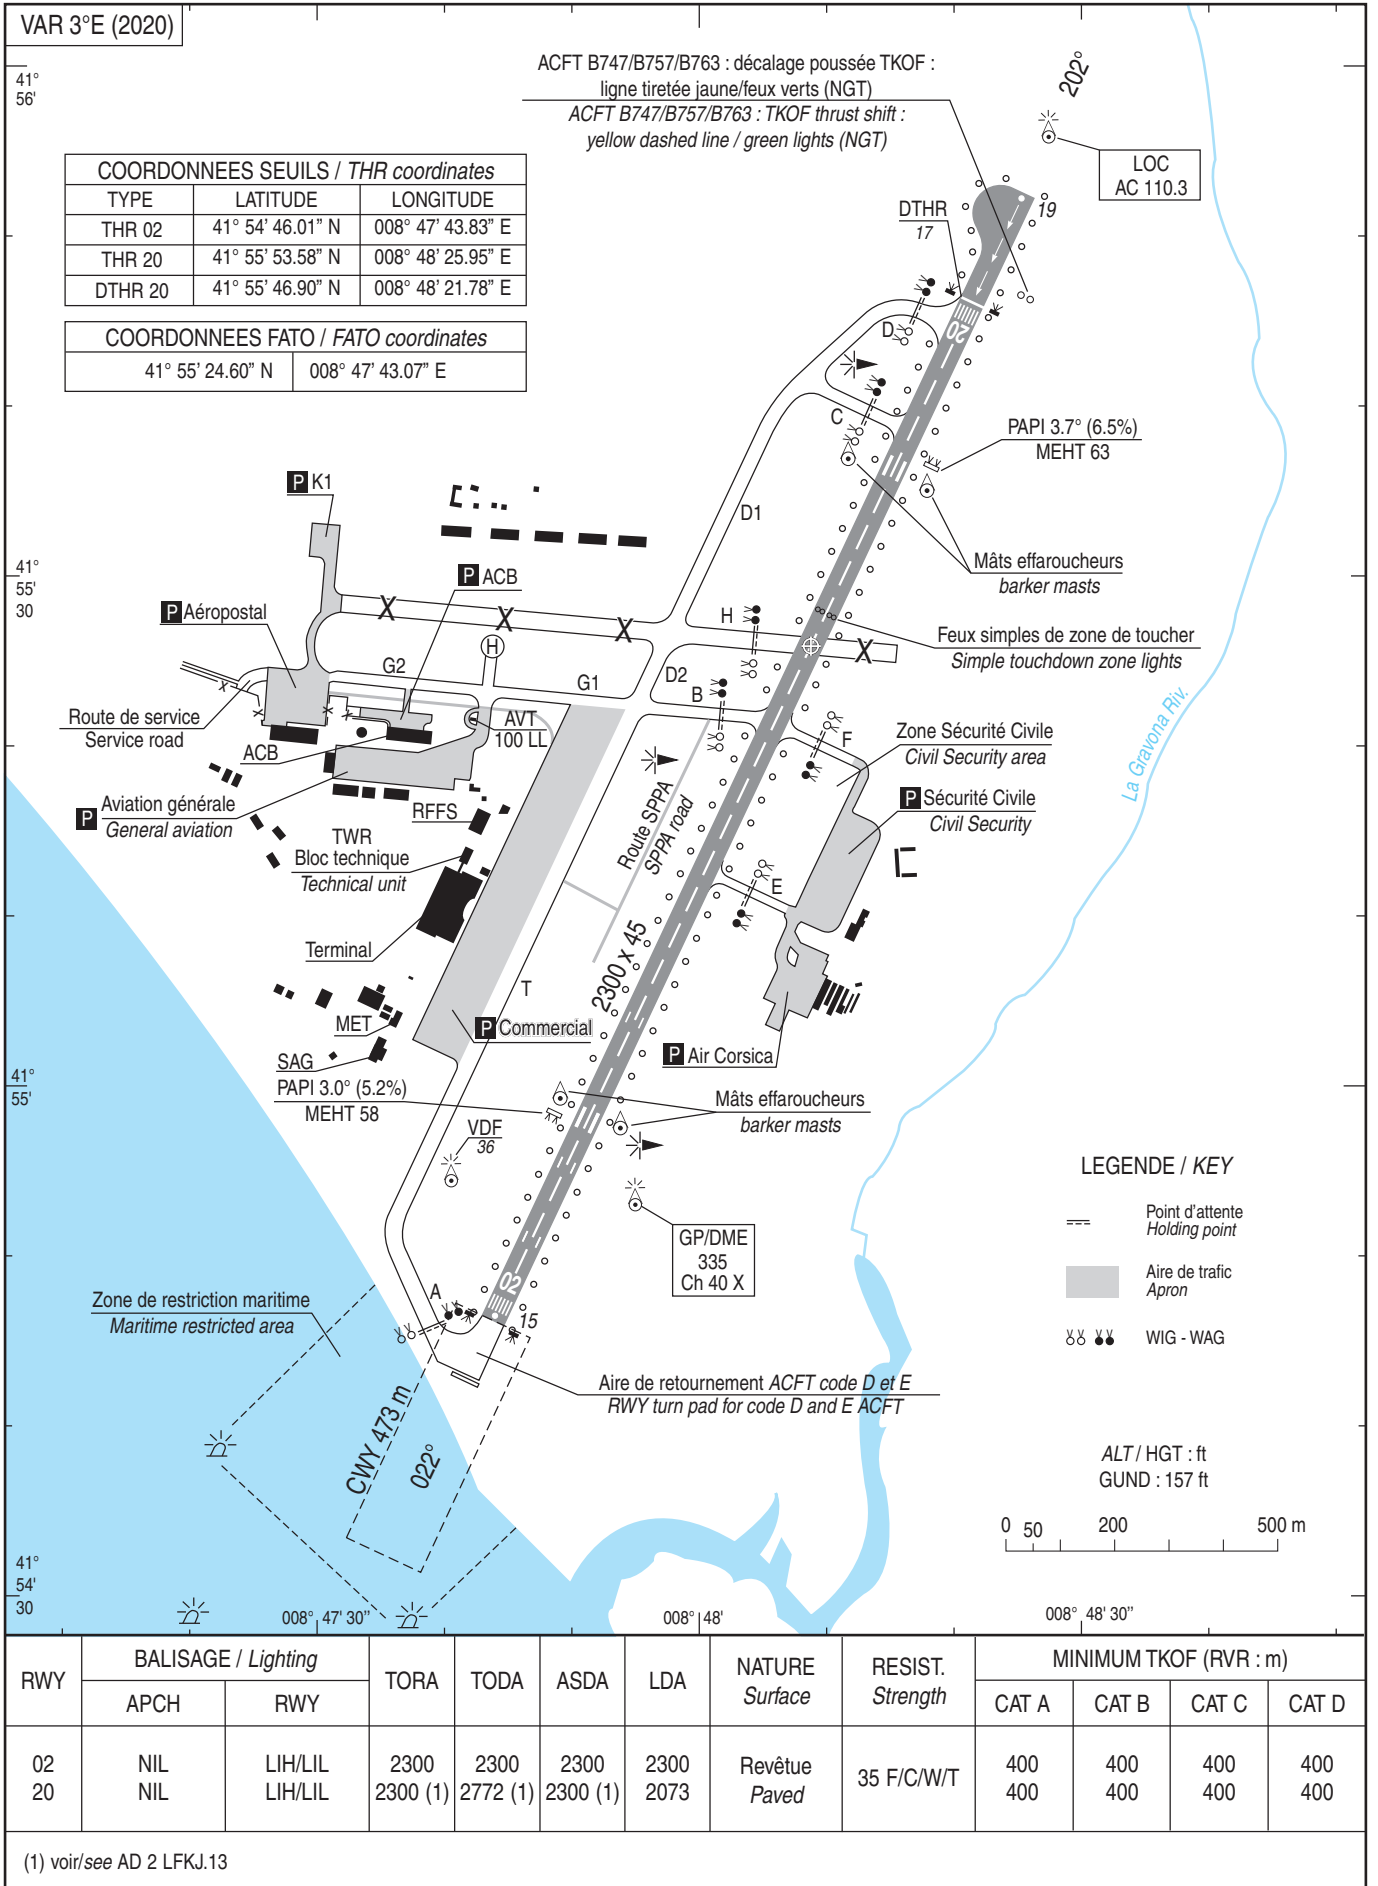 VAR 3°E (2020)
41°
56'
ACFT B747/B757/B763 : décalage poussée TKOF :
ligne tiretée jaune/feux verts (NGT)
ACFT B747/B757/B763 : TKOF thrust shift :
yellow dashed line / green lights (NGT)
202°
LOC
AC 110.3
COORDONNEES SEUILS / THR coordinates
TYPE LATITUDE LONGITUDE
THR 02 41° 54' 46.01" N 008° 47' 43.83" E
THR 20 41° 55' 53.58" N 008° 48' 25.95" E
DTHR 20 41° 55' 46.90" N 008° 48' 21.78" E
COORDONNEES FATO / FATO coordinates
41° 55' 24.60" N 008° 47' 43.07" E
DTHR
17
19
20
D
C
PAPI 3.7° (6.5%)
MEHT 63
D1
P K1
Mâts effaroucheurs
barker masts
41°
55'
30
P ACB
P Aéropostal
X X X X
H
H
Feux simples de zone de toucher
Simple touchdown zone lights
G2
G1
D2
B
La Gravona Riv.
Route de service
Service road
x x x x
ACB
AVT
100 LL
F
Zone Sécurité Civile
Civil Security area
P Sécurité Civile
Civil Security
P Aviation générale
General aviation
RFFS
Route SPPA
SPPA road
TWR
Bloc technique
Technical unit
E
Terminal
2300 x 45
T
MET
P Commercial
P Air Corsica
SAG
41°
55'
PAPI 3.0° (5.2%)
MEHT 58
Mâts effaroucheurs
barker masts
VDF
36
LEGENDE / KEY
Point d'attente
Holding point
GP/DME
335
Ch 40 X
Aire de trafic
Apron
WIG - WAG
Zone de restriction maritime
Maritime restricted area
A
02
15
Aire de retournement ACFT code D et E
RWY turn pad for code D and E ACFT
CWY 473 m
022°
ALT / HGT : ft
GUND : 157 ft
0 50 200 500 m
41°
54'
30
008° 47' 30"
008° 48'
008° 48' 30"
RWY BALISAGE / Lighting TORA TODA ASDA LDA NATURE RESIST. MINIMUM TKOF (RVR : m)
APCH RWY Surface Strength CAT A CAT B CAT C CAT D
02 NIL LIH/LIL 2300 2300 2300 2300 Revêtue 35 F/C/W/T 400 400 400 400
20 NIL LIH/LIL 2300 (1) 2772 (1) 2300 (1) 2073 Paved 400 400 400 400
(1) voir/see AD 2 LFKJ.13